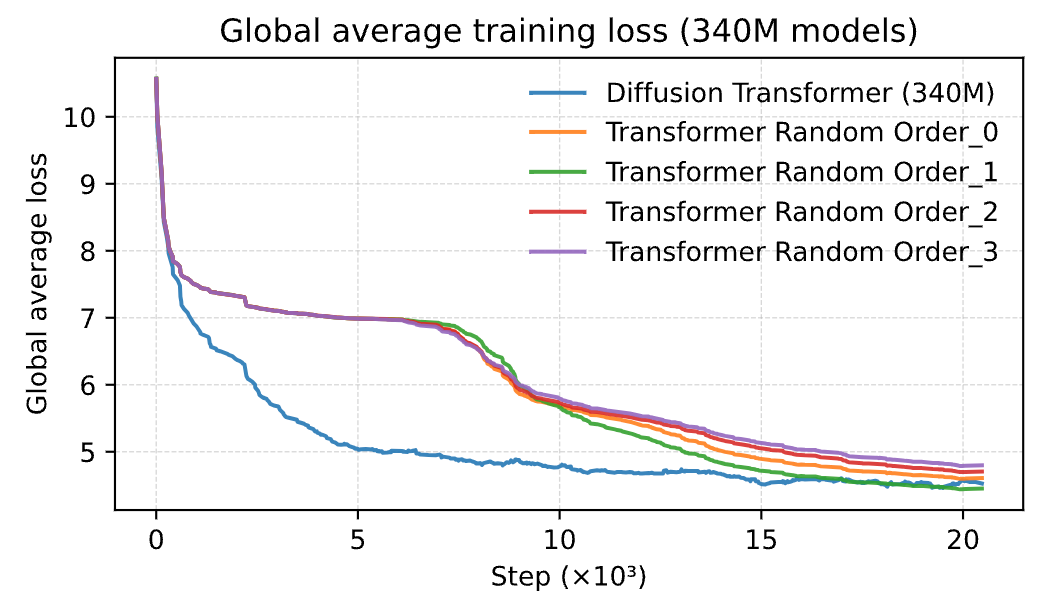 Global average training loss (340M models)
Global average loss
10
9
8
7
6
5
Diffusion Transformer (340M)
Transformer Random Order_0
Transformer Random Order_1
Transformer Random Order_2
Transformer Random Order_3
0
5
10
15
20
Step (×10³)